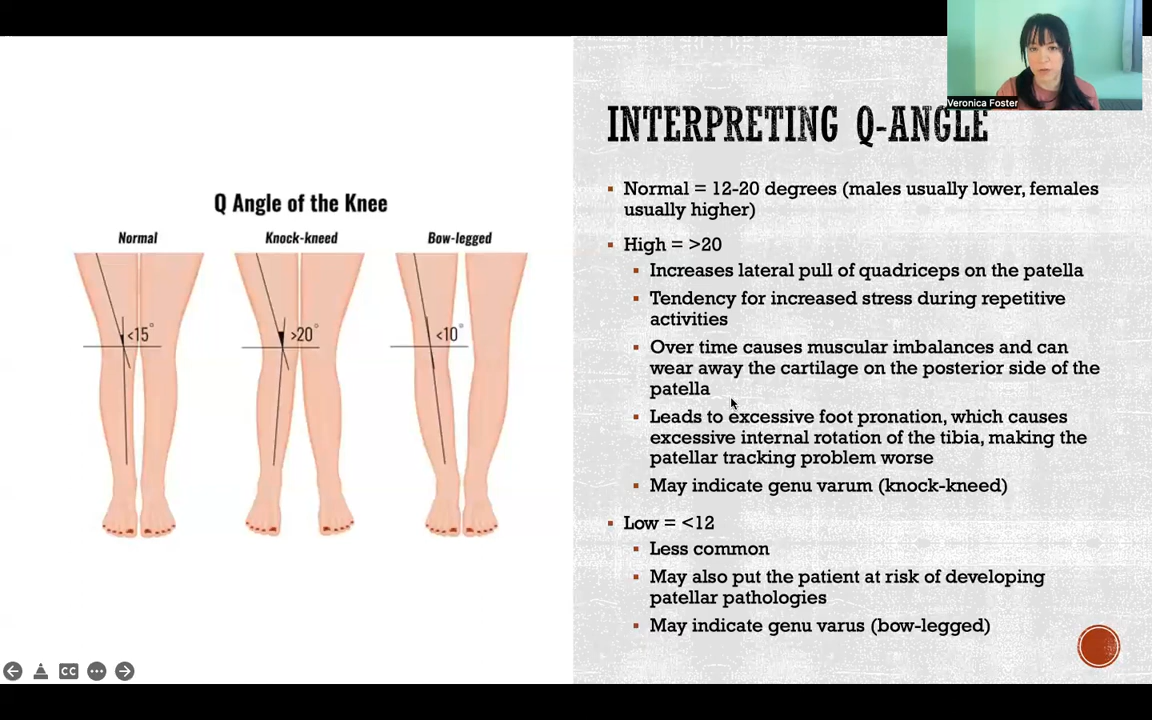 Veronica Foster
INTERPRETING Q-ANGLE
Q Angle of the Knee
Normal
Knock-kneed
Bow-legged
<15°
>20°
<10°
Normal = 12-20 degrees (males usually lower, females
usually higher)
High = >20
Increases lateral pull of quadriceps on the patella
Tendency for increased stress during repetitive
activities
Over time causes muscular imbalances and can
wear away the cartilage on the posterior side of the
patella
Leads to excessive foot pronation, which causes
excessive internal rotation of the tibia, making the
patellar tracking problem worse
May indicate genu varum (knock-kneed)
Low = <12
Less common
May also put the patient at risk of developing
patellar pathologies
May indicate genu varus (bow-legged)
CC